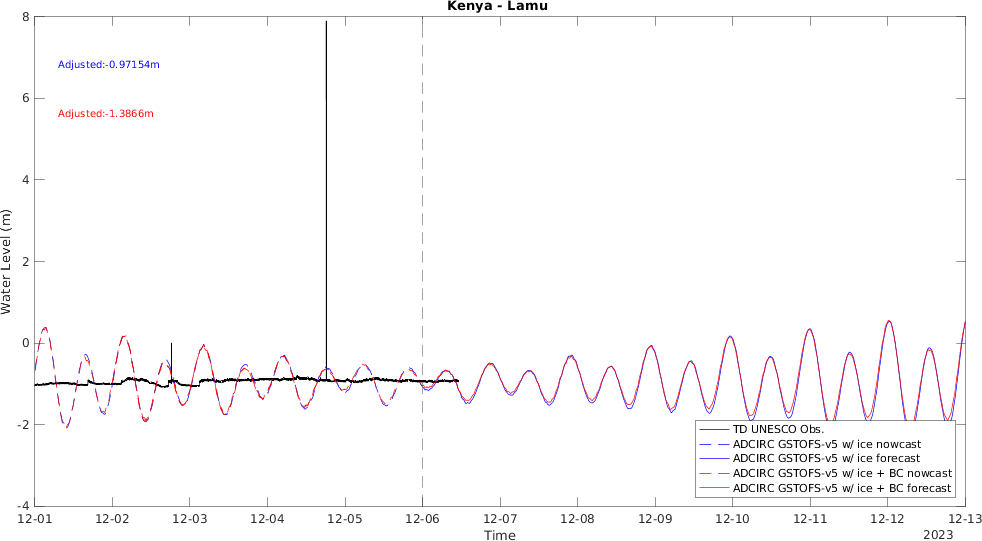 Kenya - Lamu
8
6
4
2
0
-2
-4
Water Level (m)
Adjusted:-0.97154m
Adjusted:-1.3866m
TD UNESCO Obs.
ADCIRC GSTOFS-v5 w/ ice nowcast
ADCIRC GSTOFS-v5 w/ ice forecast
ADCIRC GSTOFS-v5 w/ ice + BC nowcast
ADCIRC GSTOFS-v5 w/ ice + BC forecast
12-01 12-02 12-03 12-04 12-05 12-06 12-07 12-08 12-09 12-10 12-11 12-12 12-13
Time
2023